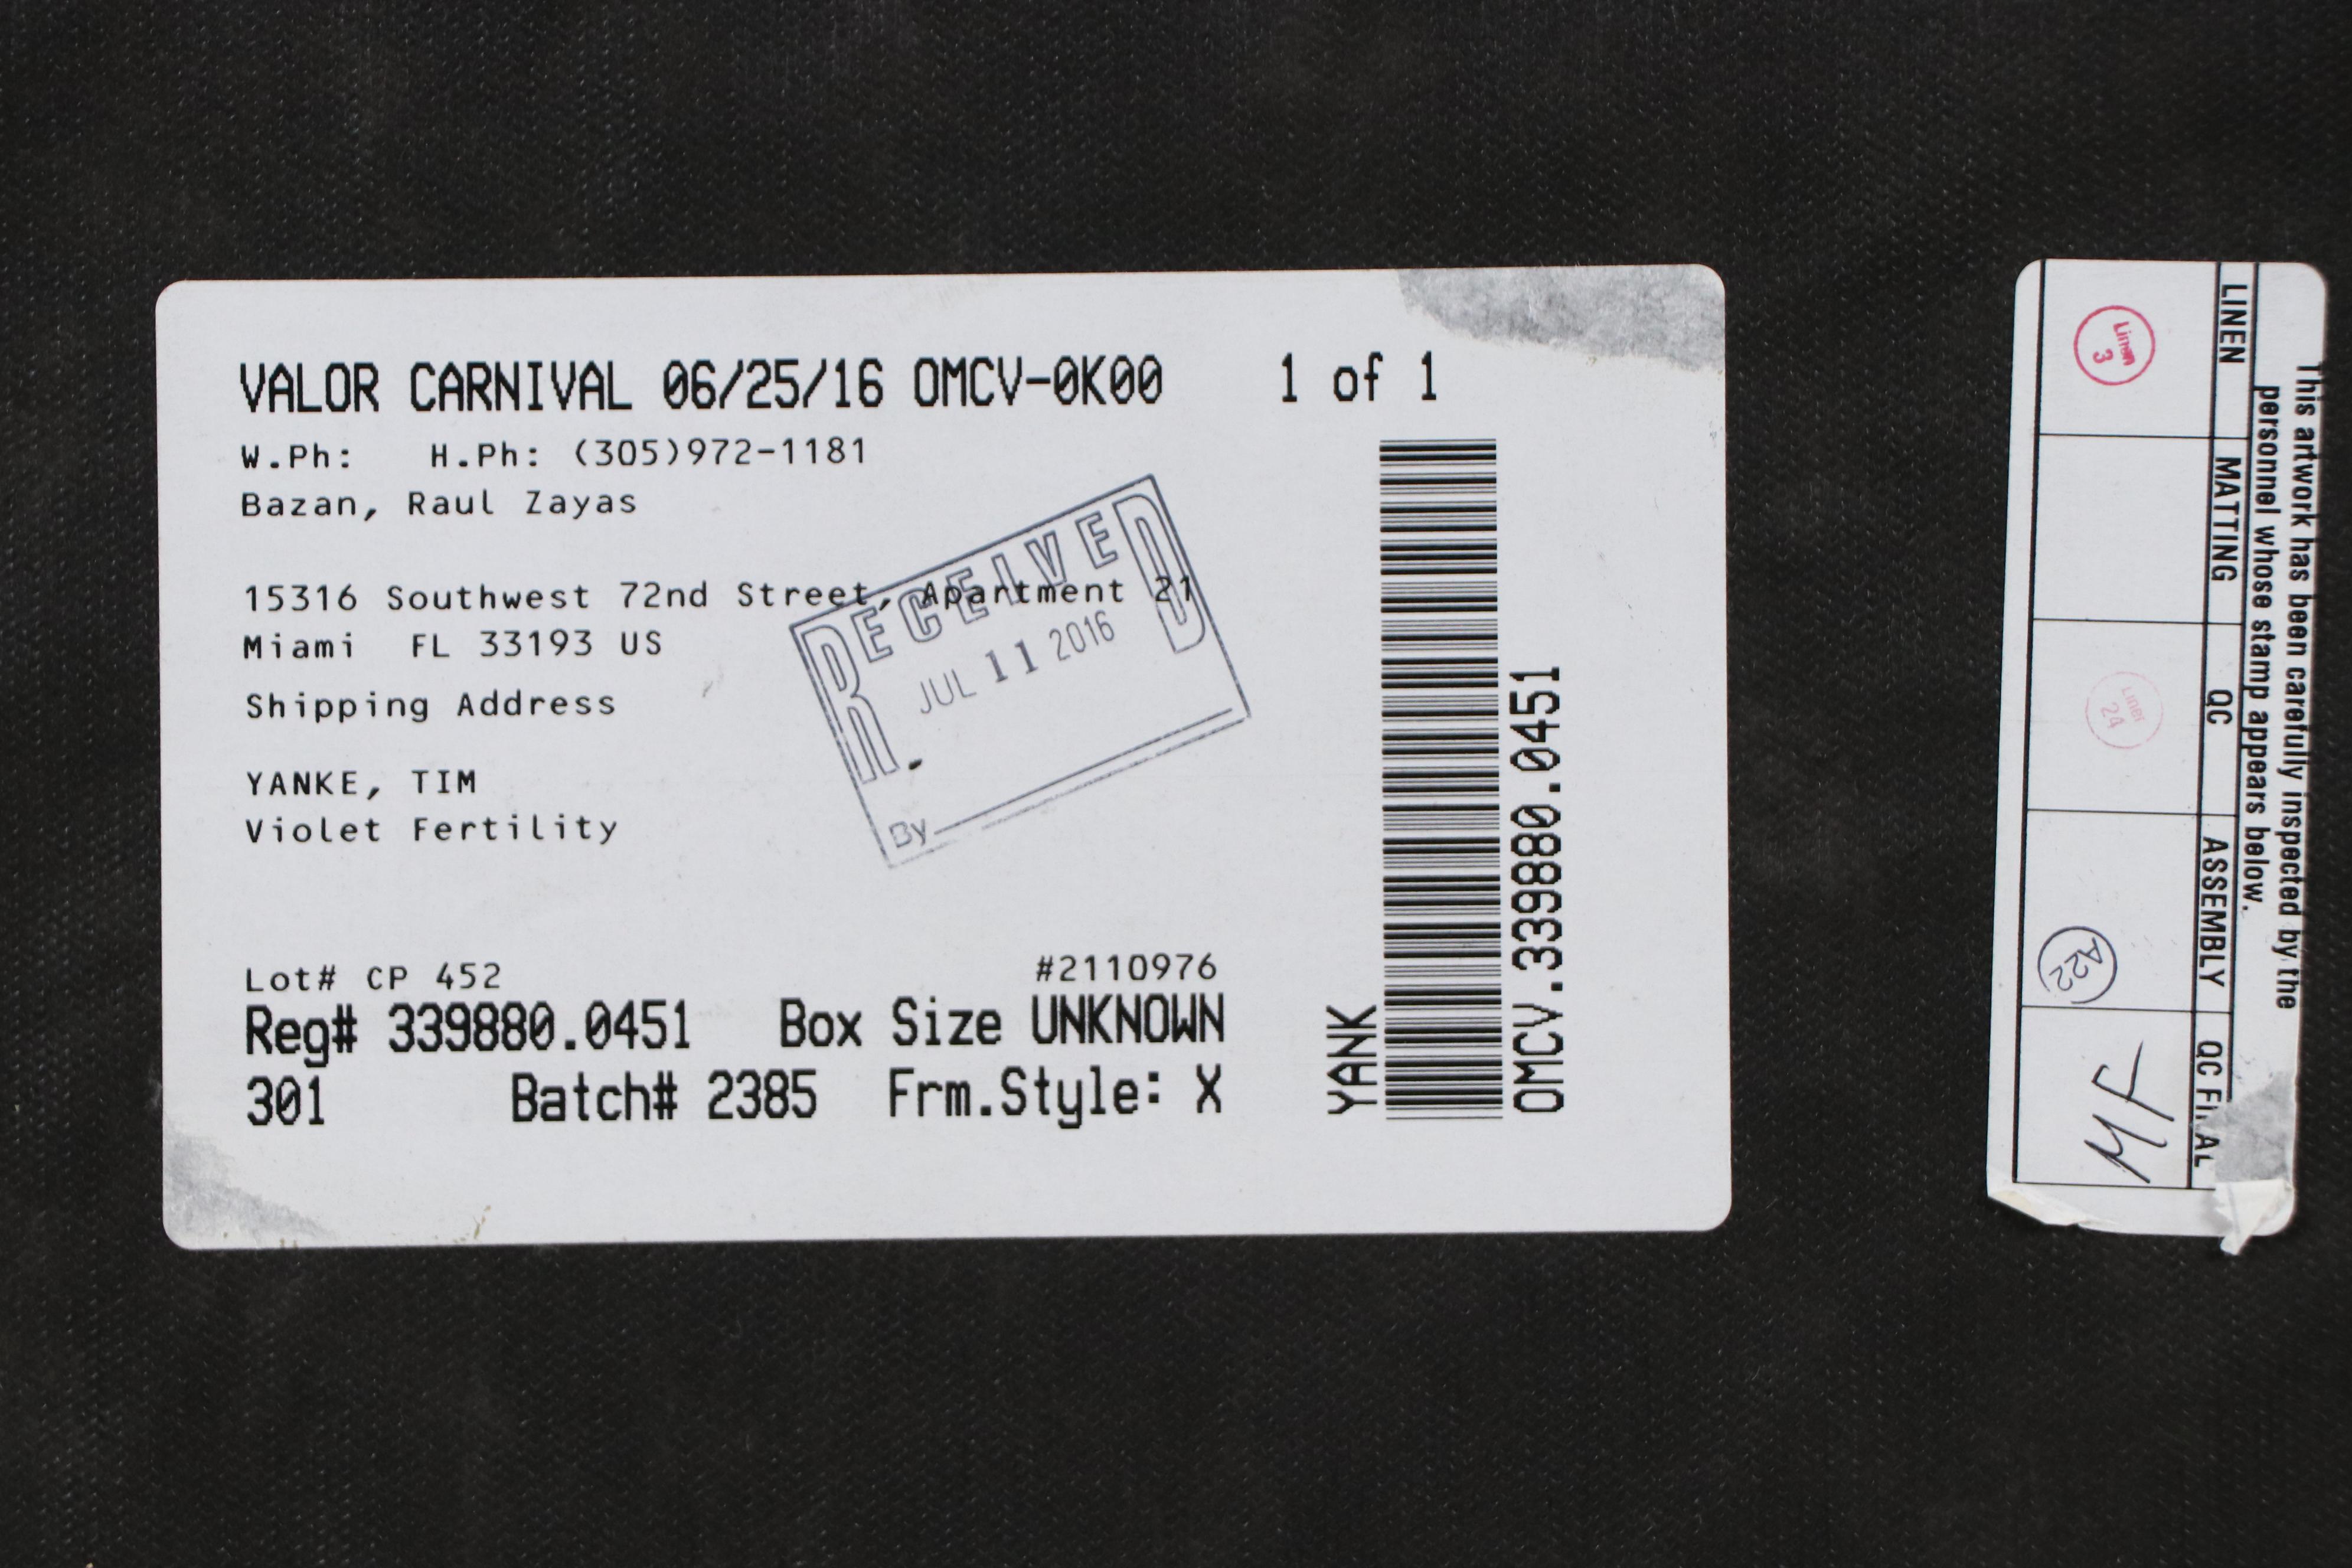 VALOR CARNIVAL 06/25/16 OMCV-0K00 1 of 1
W.Ph: H.Ph: (305)972-1181
Bazan, Raul Zayas
15316 Southwest 72nd Street, Apartment 21
Miami FL 33193 US
Shipping Address
YANKE, TIM
Violet Fertility
RECEIVED
JUL 11 2016
By
Lot# CP 452 #2110976
Reg# 339880.0451 Box Size UNKNOWN
301 Batch# 2385 Frm.Style: X
YANK
OMCV.339880.0451
This artwork has been carefully inspected by the
personnel whose stamp appears below.
LINEN MATTING QC ASSEMBLY QC FINAL
Linen
3
Liner
24
A22